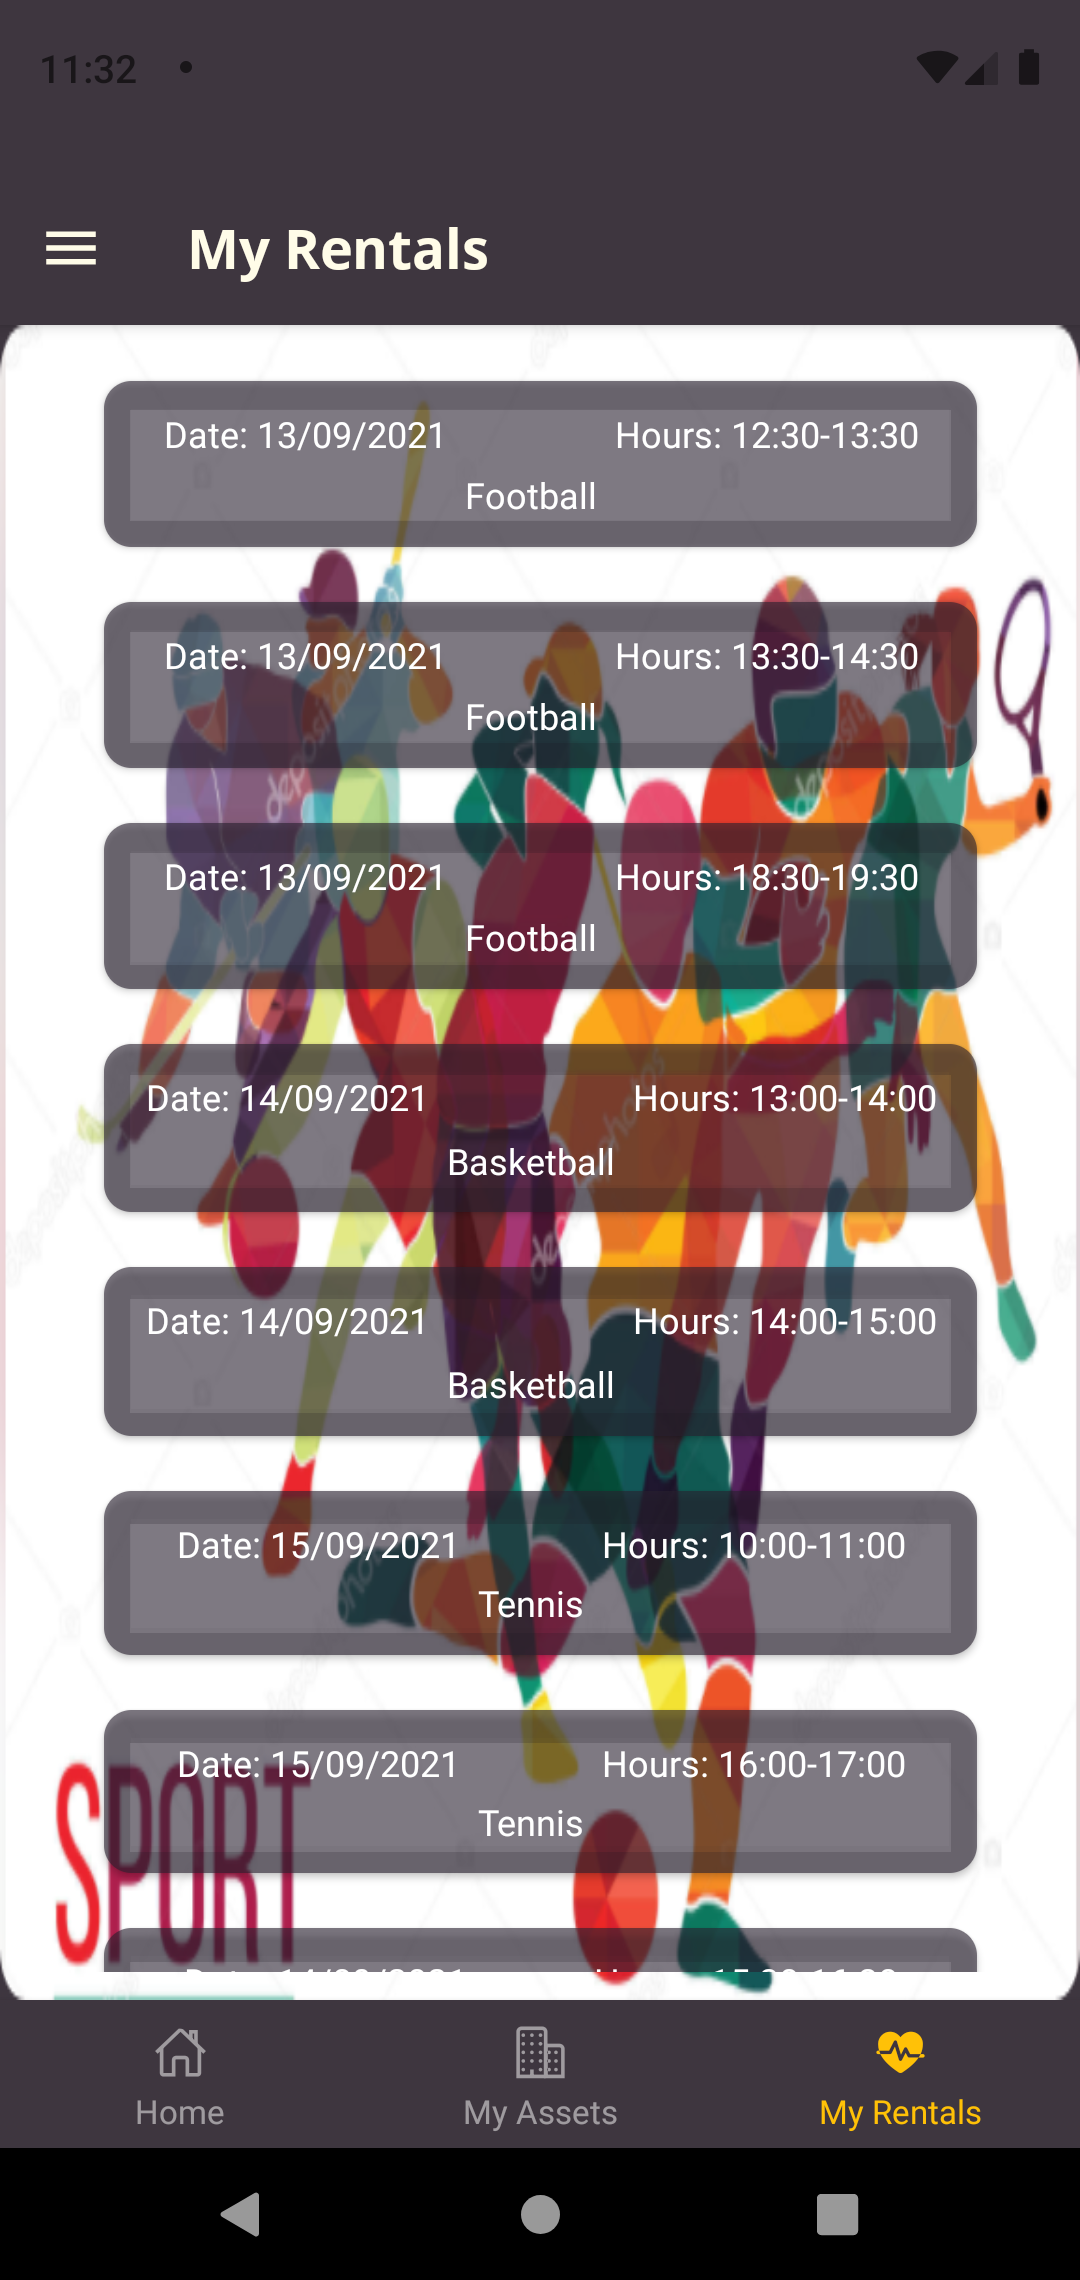 11:32
My Rentals
Date: 13/09/2021 Hours: 12:30-13:30
Football
Date: 13/09/2021 Hours: 13:30-14:30
Football
Date: 13/09/2021 Hours: 18:30-19:30
Football
Date: 14/09/2021 Hours: 13:00-14:00
Basketball
Date: 14/09/2021 Hours: 14:00-15:00
Basketball
Date: 15/09/2021 Hours: 10:00-11:00
Tennis
Date: 15/09/2021 Hours: 16:00-17:00
Tennis
SPORT
Home My Assets My Rentals